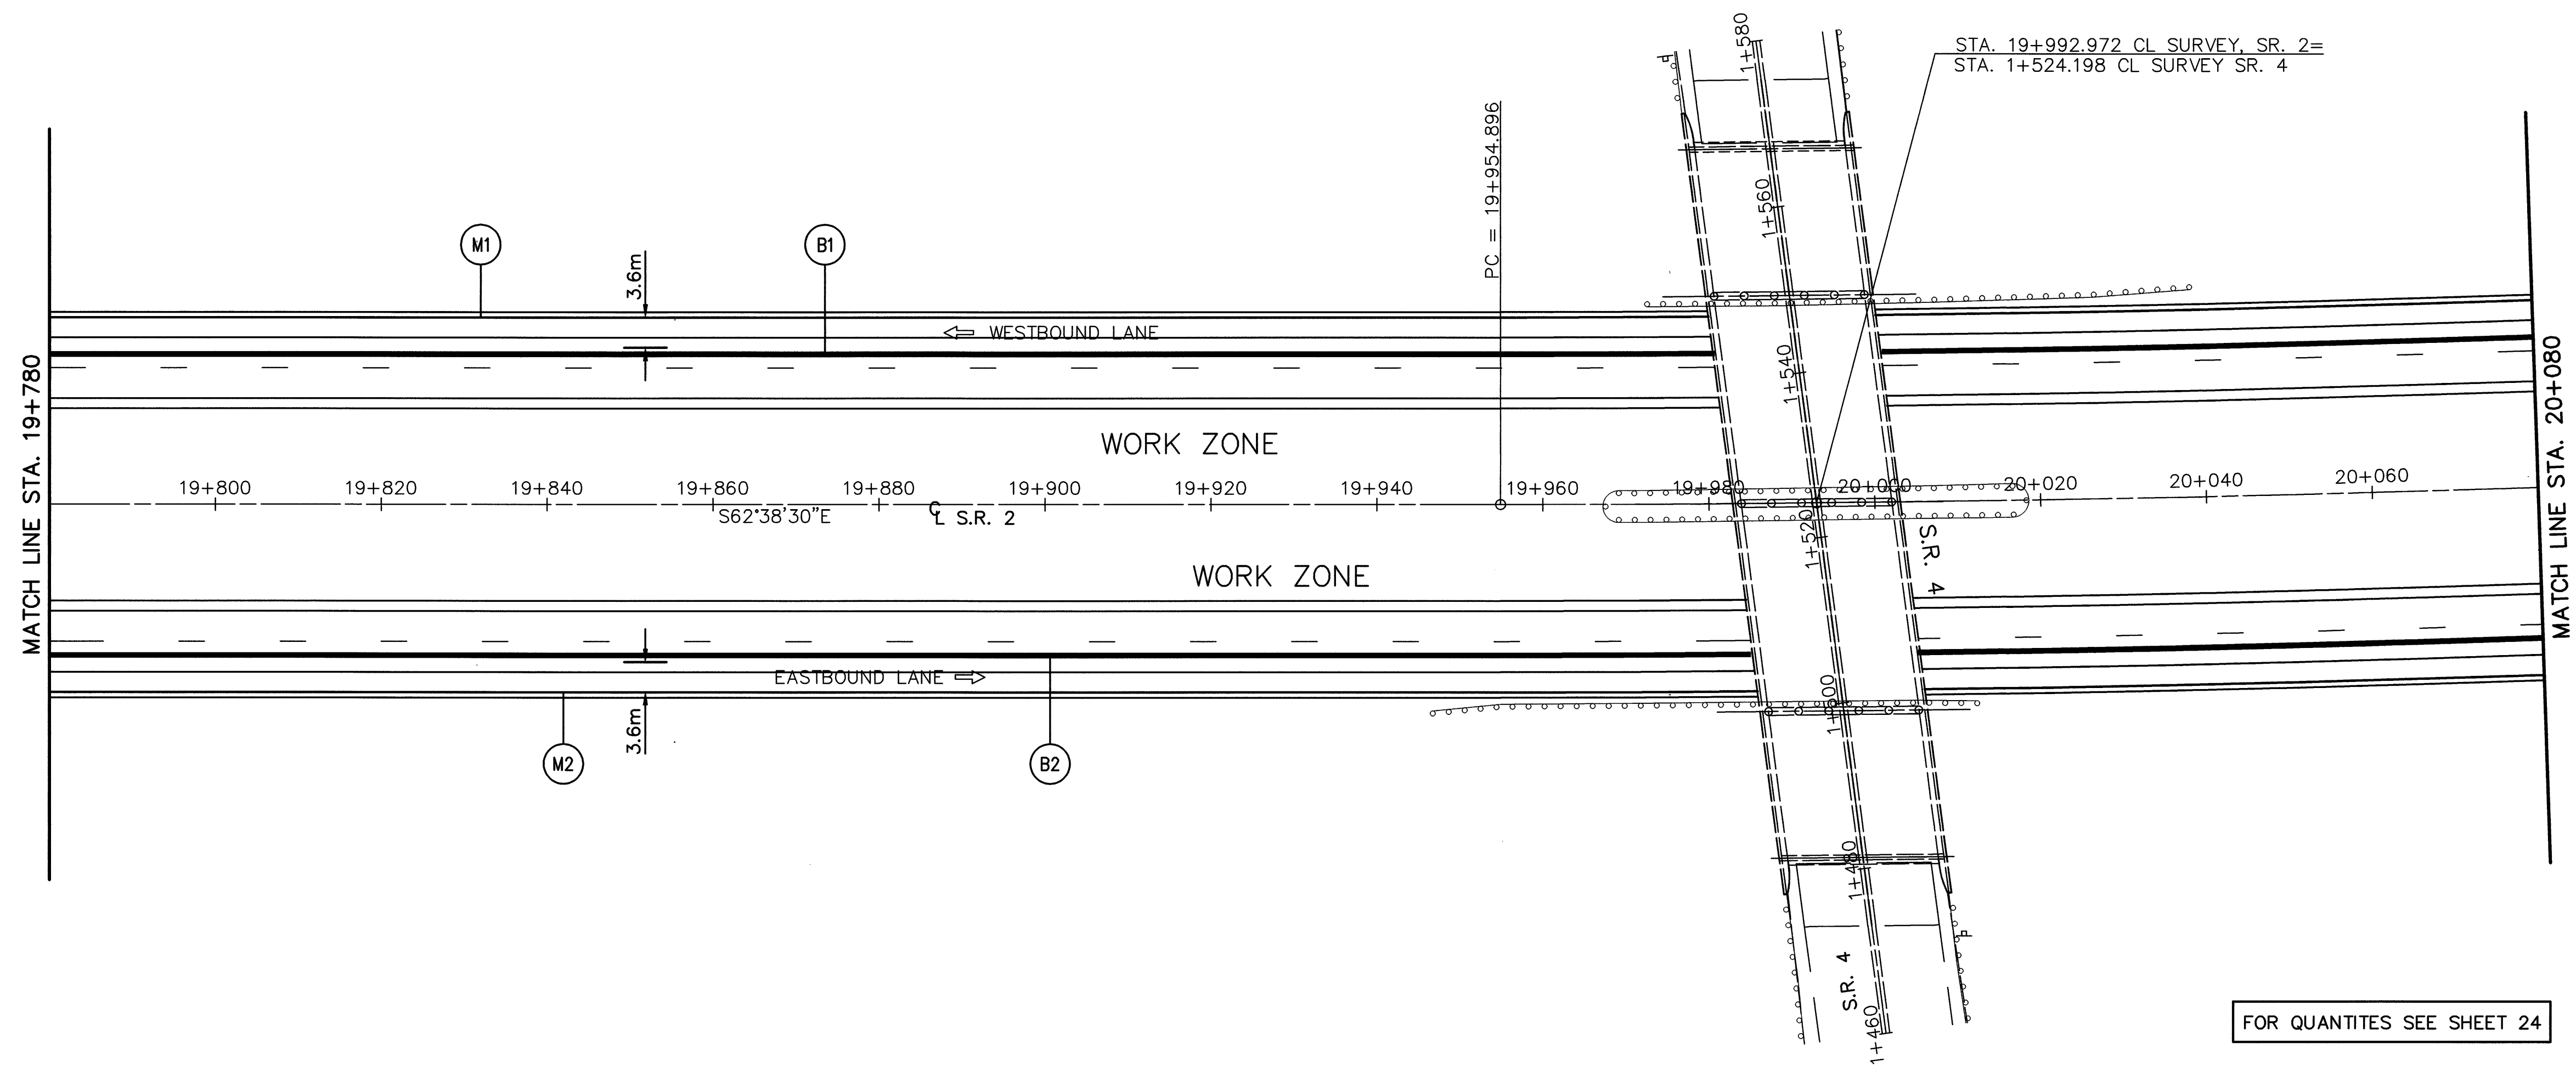 STA. 19+992.972 CL SURVEY, SR. 2=
STA. 1+524.198 CL SURVEY SR. 4
1+580
PC = 19+954.896
1+560
M1
B1
3.6m
WESTBOUND LANE
1+540
MATCH LINE STA. 19+780
MATCH LINE STA. 20+080
WORK ZONE
19+800
19+820
19+840
19+860
19+880
19+900
19+920
19+940
19+960
19+980
20+000
20+020
20+040
20+060
S62°38'30"E
℄ S.R. 2
1+520
S.R. 4
WORK ZONE
EASTBOUND LANE
3.6m
1+500
M2
B2
1+480
S.R. 4
1+460
FOR QUANTITES SEE SHEET 24